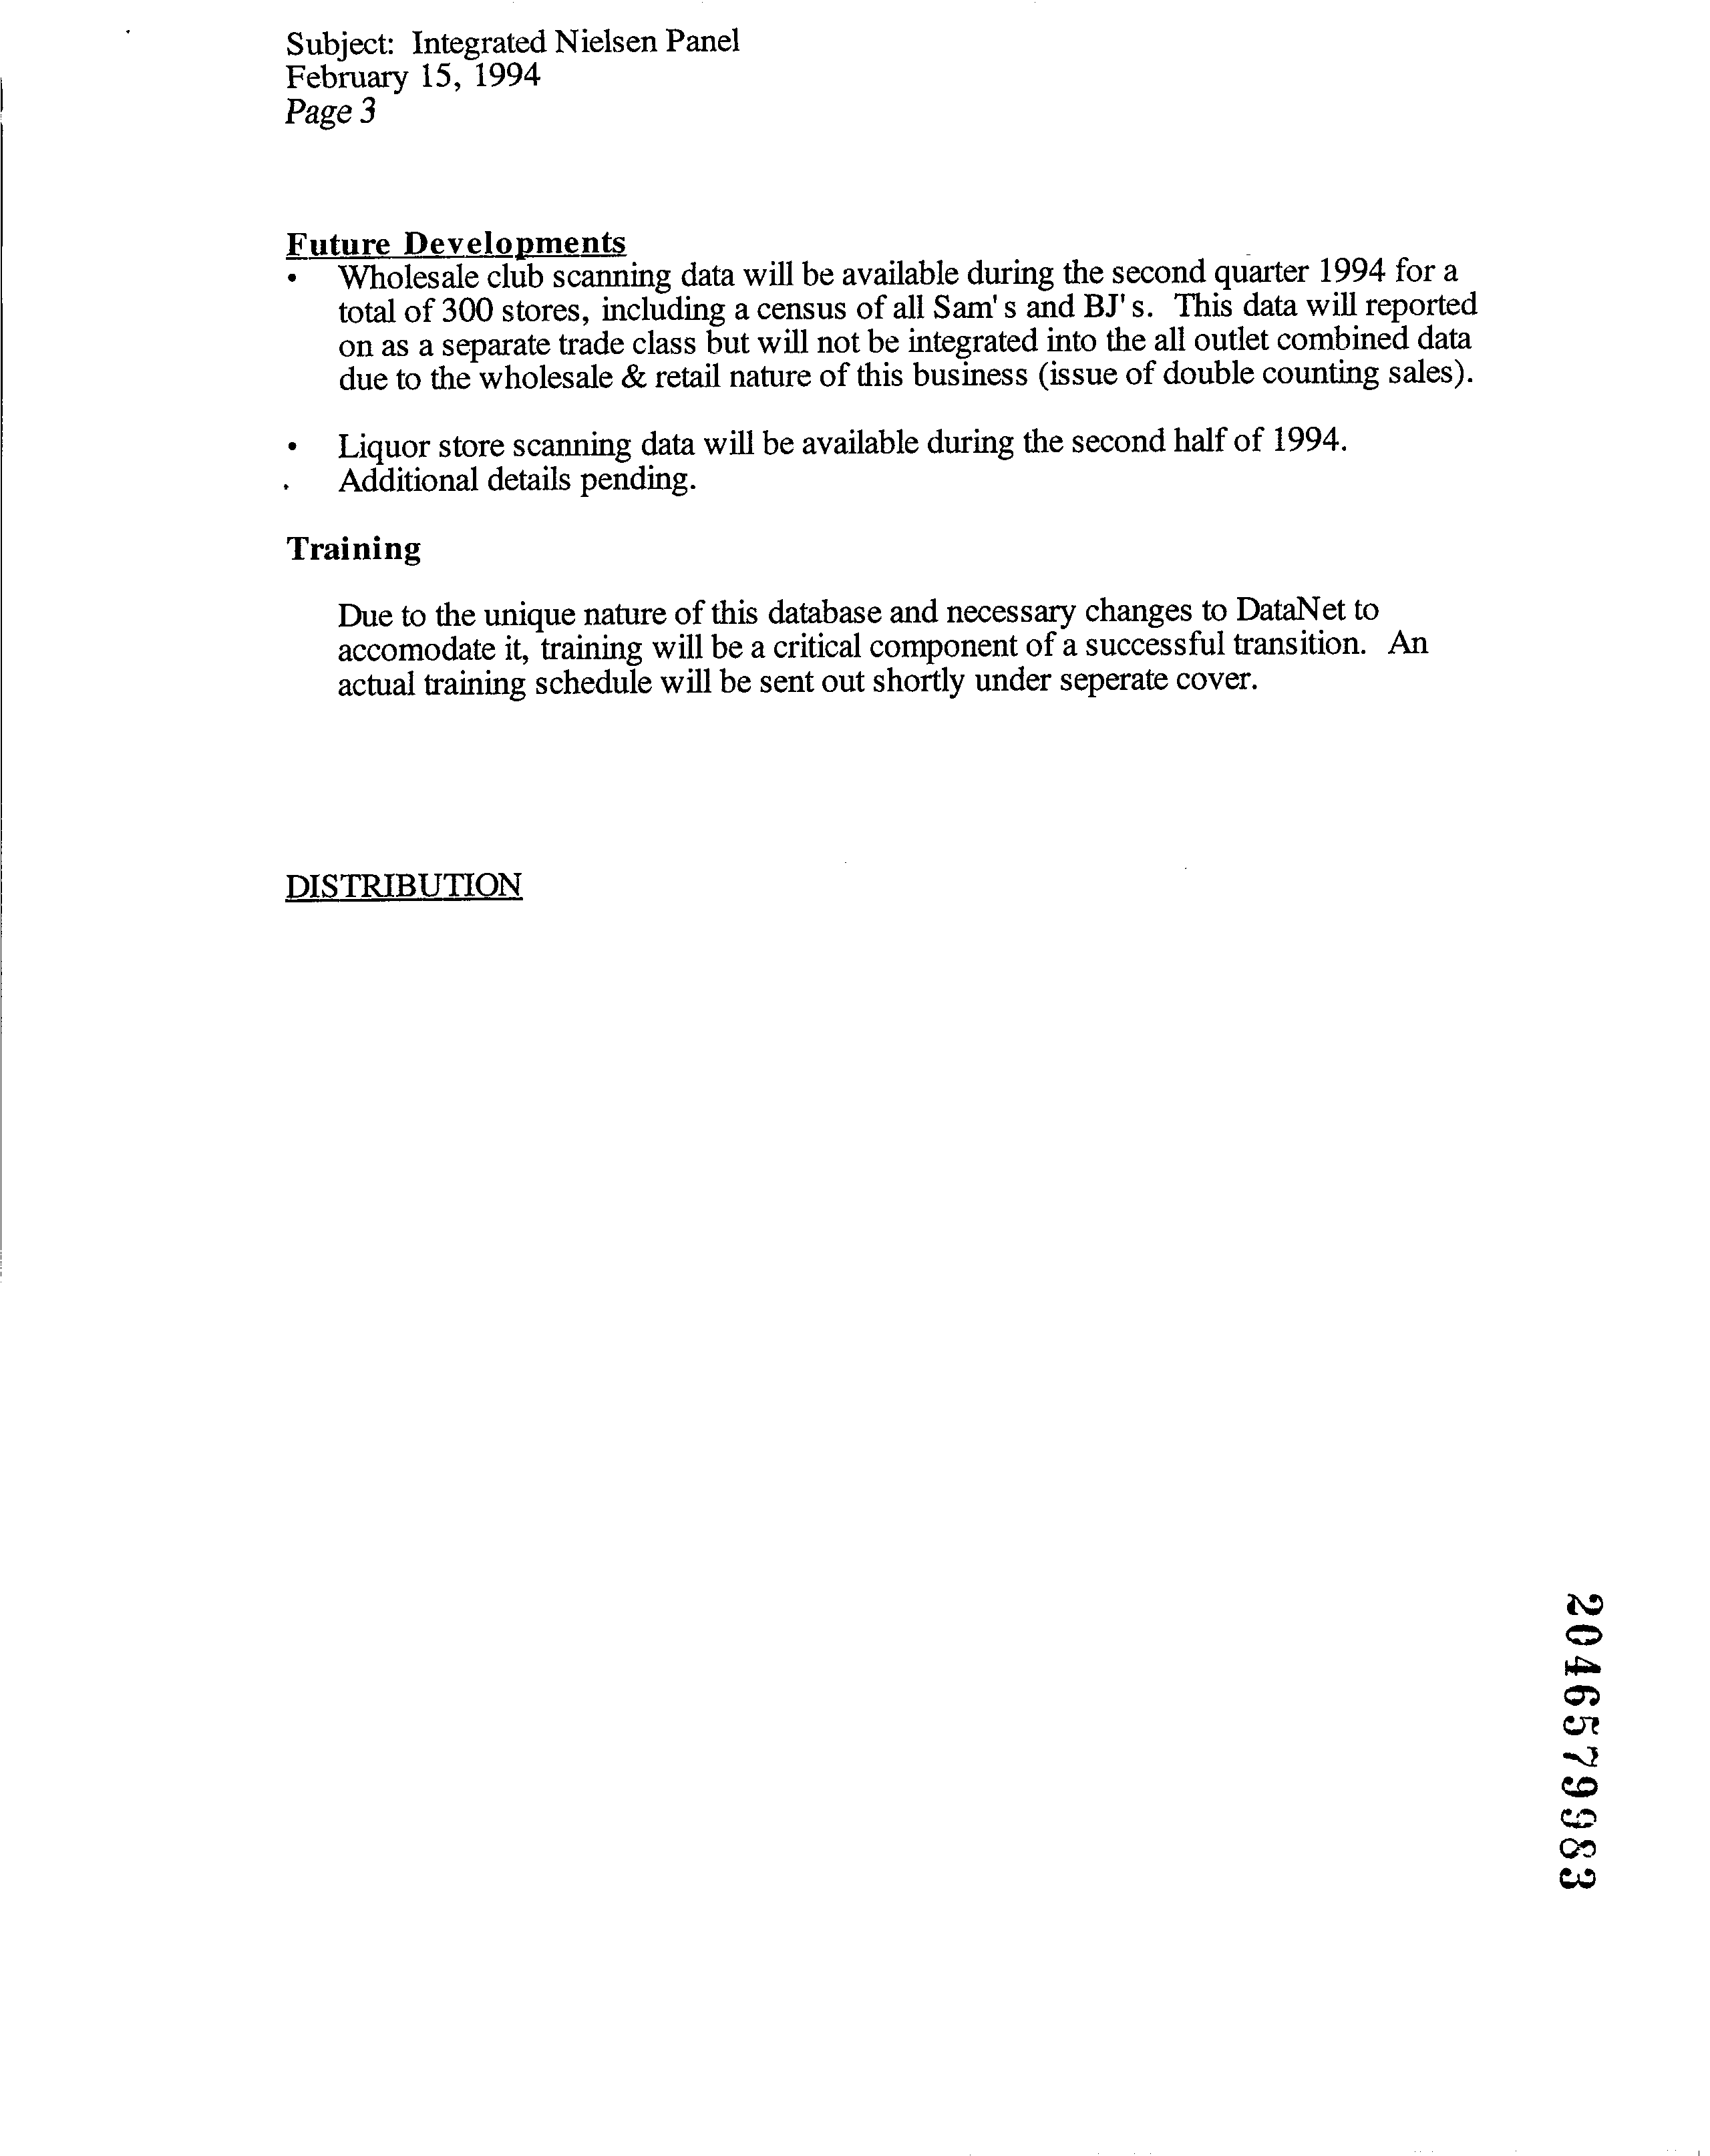 Subject: Integrated Nielsen Panel
February 15, 1994
Page 3
Future Developments
• Wholesale club scanning data will be available during the second quarter 1994 for a
total of 300 stores, including a census of all Sam's and BJ's. This data will reported
on as a separate trade class but will not be integrated into the all outlet combined data
due to the wholesale & retail nature of this business (issue of double counting sales).
• Liquor store scanning data will be available during the second half of 1994.
Additional details pending.
Training
Due to the unique nature of this database and necessary changes to DataNet to
accomodate it, training will be a critical component of a successful transition. An
actual training schedule will be sent out shortly under seperate cover.
DISTRIBUTION
2046579983